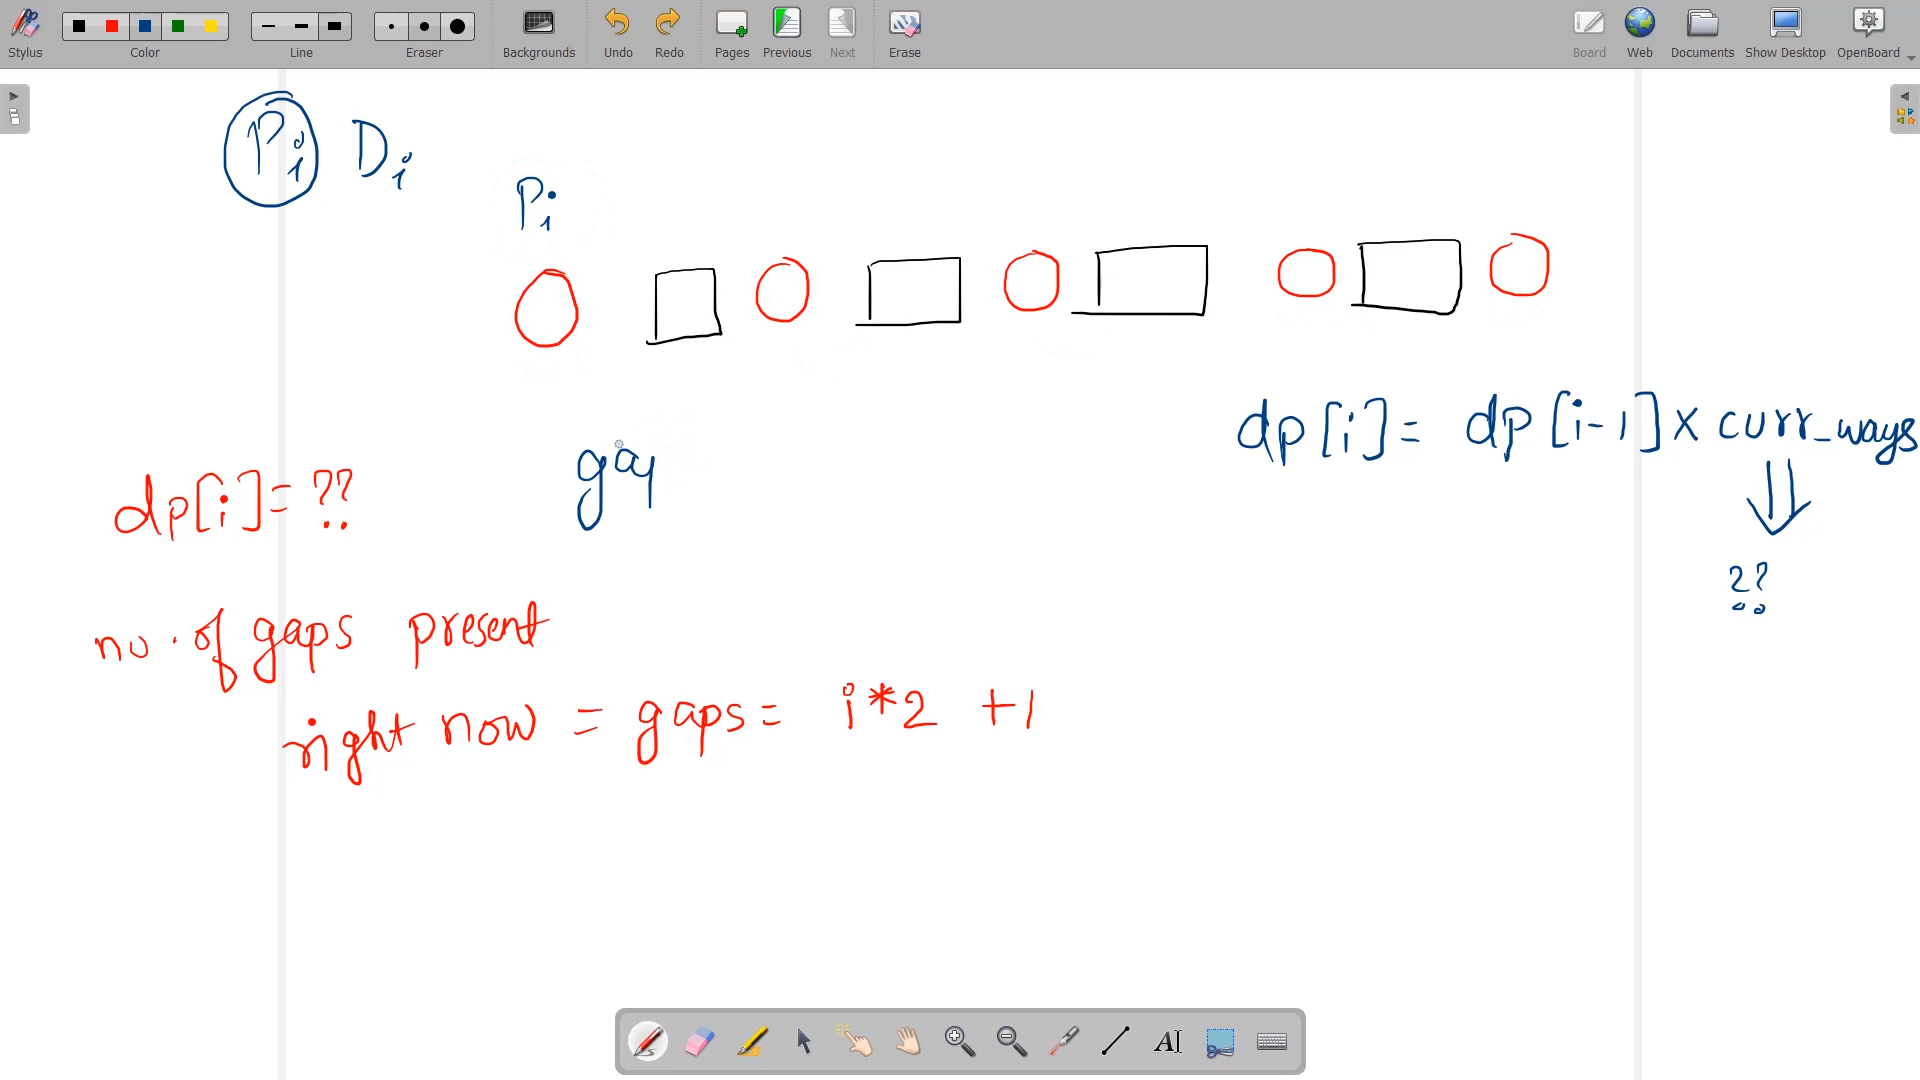 Stylus Color Line Eraser Backgrounds Undo Redo Pages Previous Next Erase Board Web Documents Show Desktop OpenBoard
Pi Di
Pi
dp[i] = dp[i-1] x curr_ways
dp[i] = ??
gap
??
no. of gaps present
right now = gaps = i*2 +1